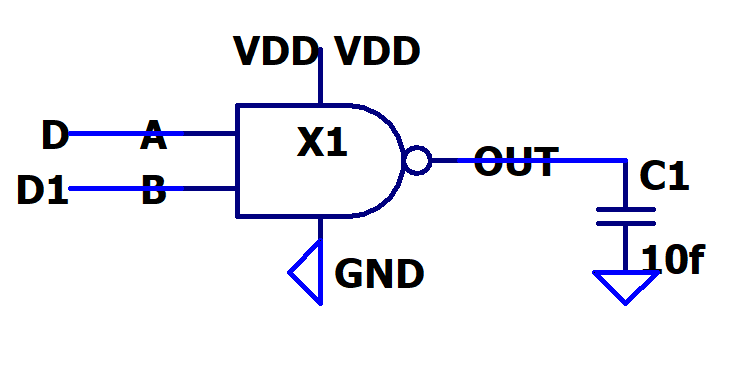 VDD VDD
D A X1
OUT C1
D1 B
GND 10f